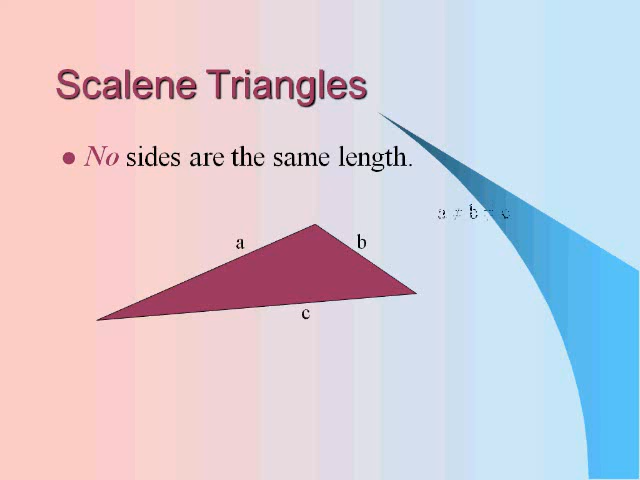 Scalene Triangles
No sides are the same length.
a ≠ b ≠ c
a
b
c